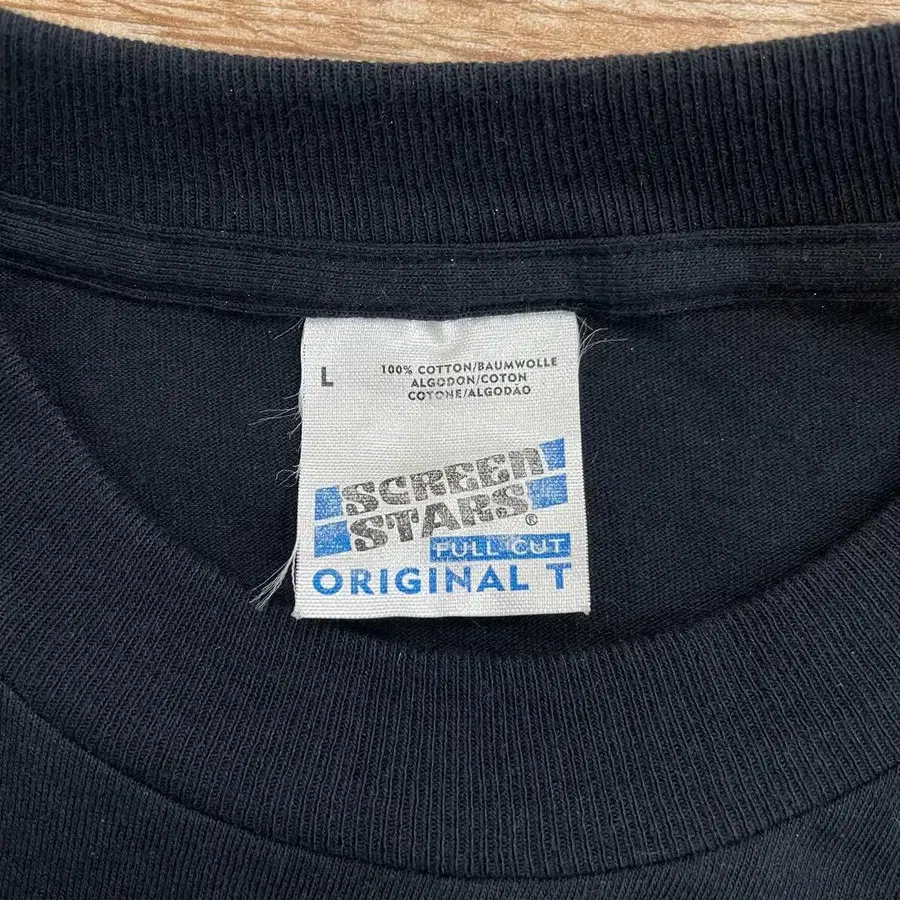 L
100% COTTON/BAUMWOLLE
ALGODON/COTON
COTONE/ALGODÃO
SCREEN
STARS®
FULL CUT
ORIGINAL T